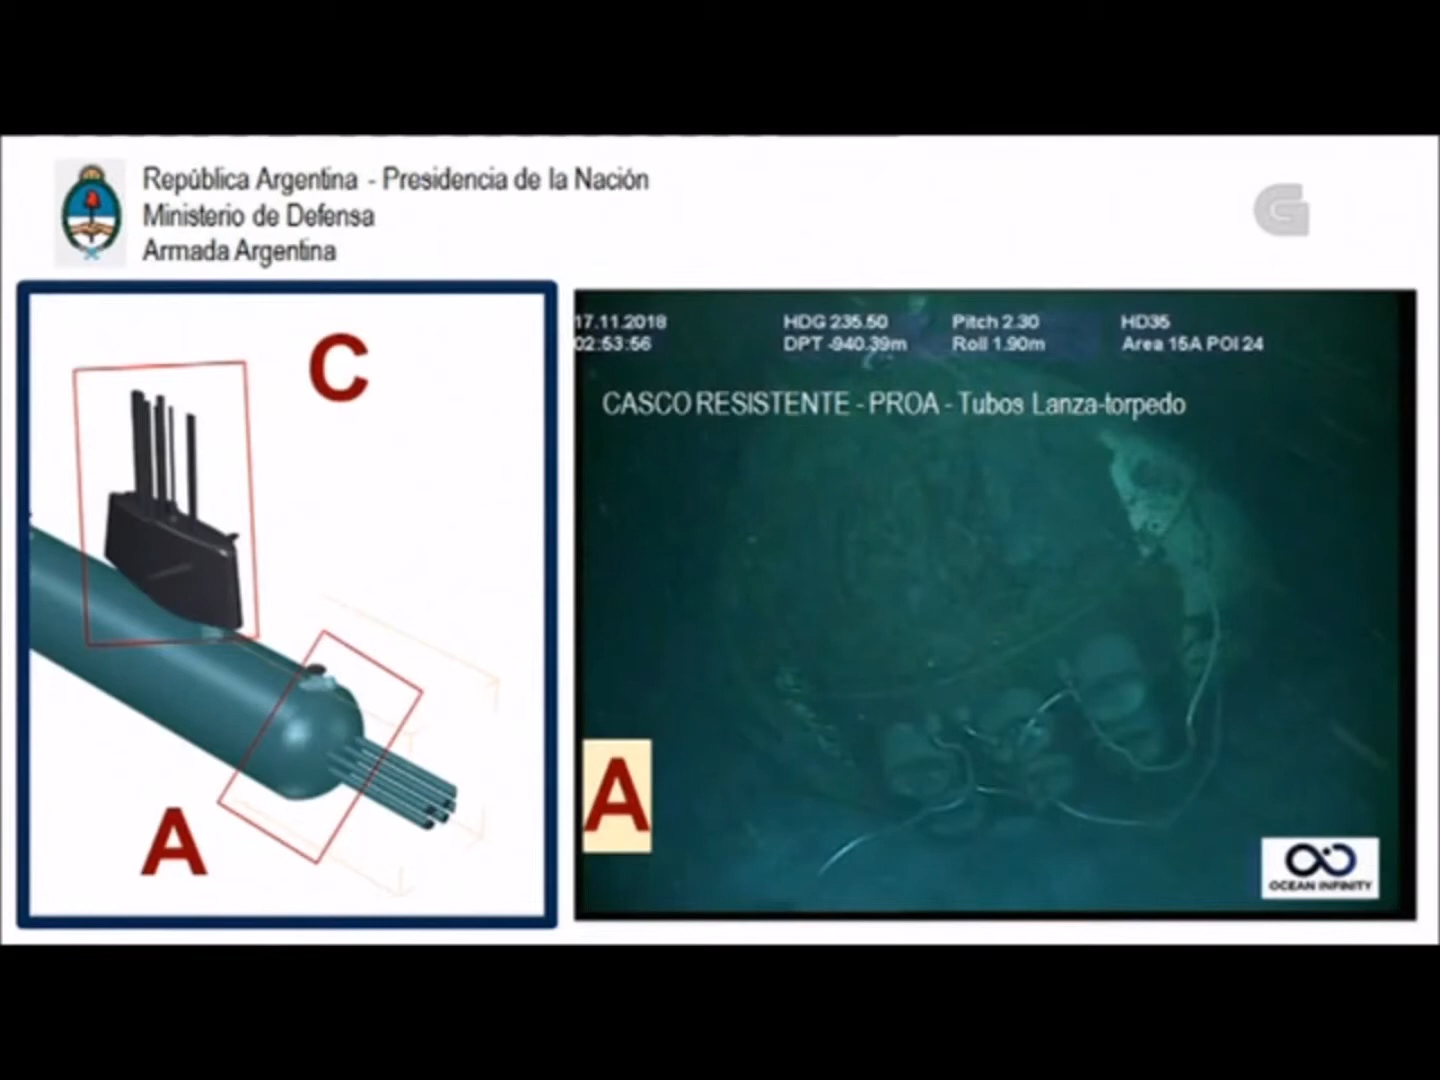 República Argentina - Presidencia de la Nación
Ministerio de Defensa
Armada Argentina
G
C
A
17.11.2018 HDG 235.50 Pitch 2.30 HD35
02:53:56 DPT -940.39m Roll 1.90m Area 15A POI 24
CASCO RESISTENTE - PROA - Tubos Lanza-torpedo
A
OCEAN INFINITY